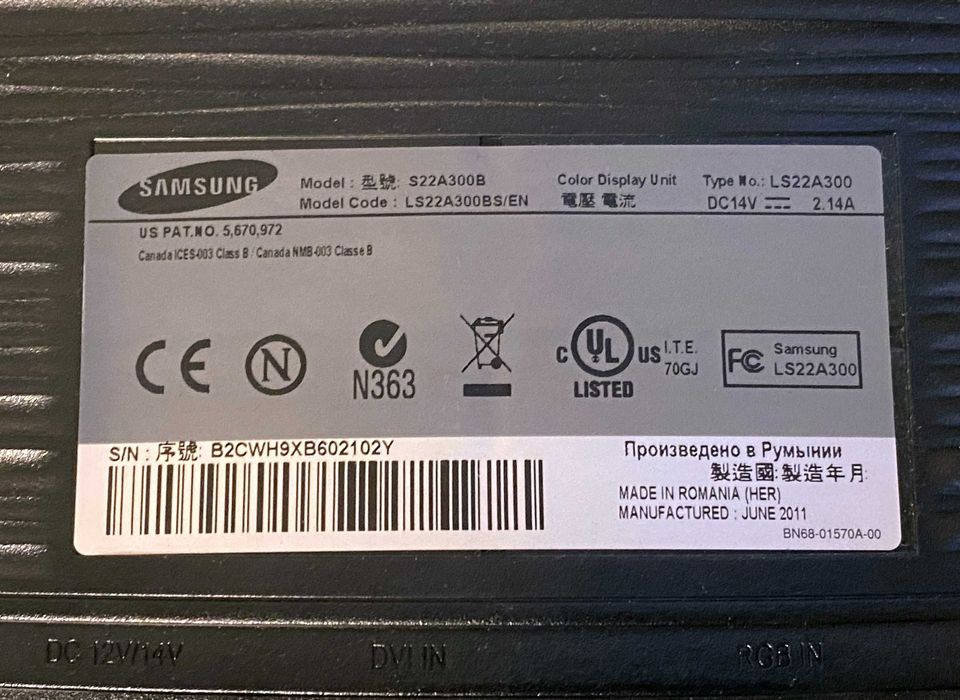 SAMSUNG
Model : 型號: S22A300B
Model Code : LS22A300BS/EN
Color Display Unit
電壓 電流
Type No.: LS22A300
DC14V ⎓ 2.14A
US PAT.NO. 5,670,972
Canada ICES-003 Class B / Canada NMB-003 Classe B
CE
N
N363
C UL US
LISTED
I.T.E.
70GJ
FC
Samsung
LS22A300
S/N : 序號: B2CWH9XB602102Y
Произведено в Румынии
製造國:製造年月:
MADE IN ROMANIA (HER)
MANUFACTURED : JUNE 2011
BN68-01570A-00
DC 12V/14V
DVI IN
RGB IN